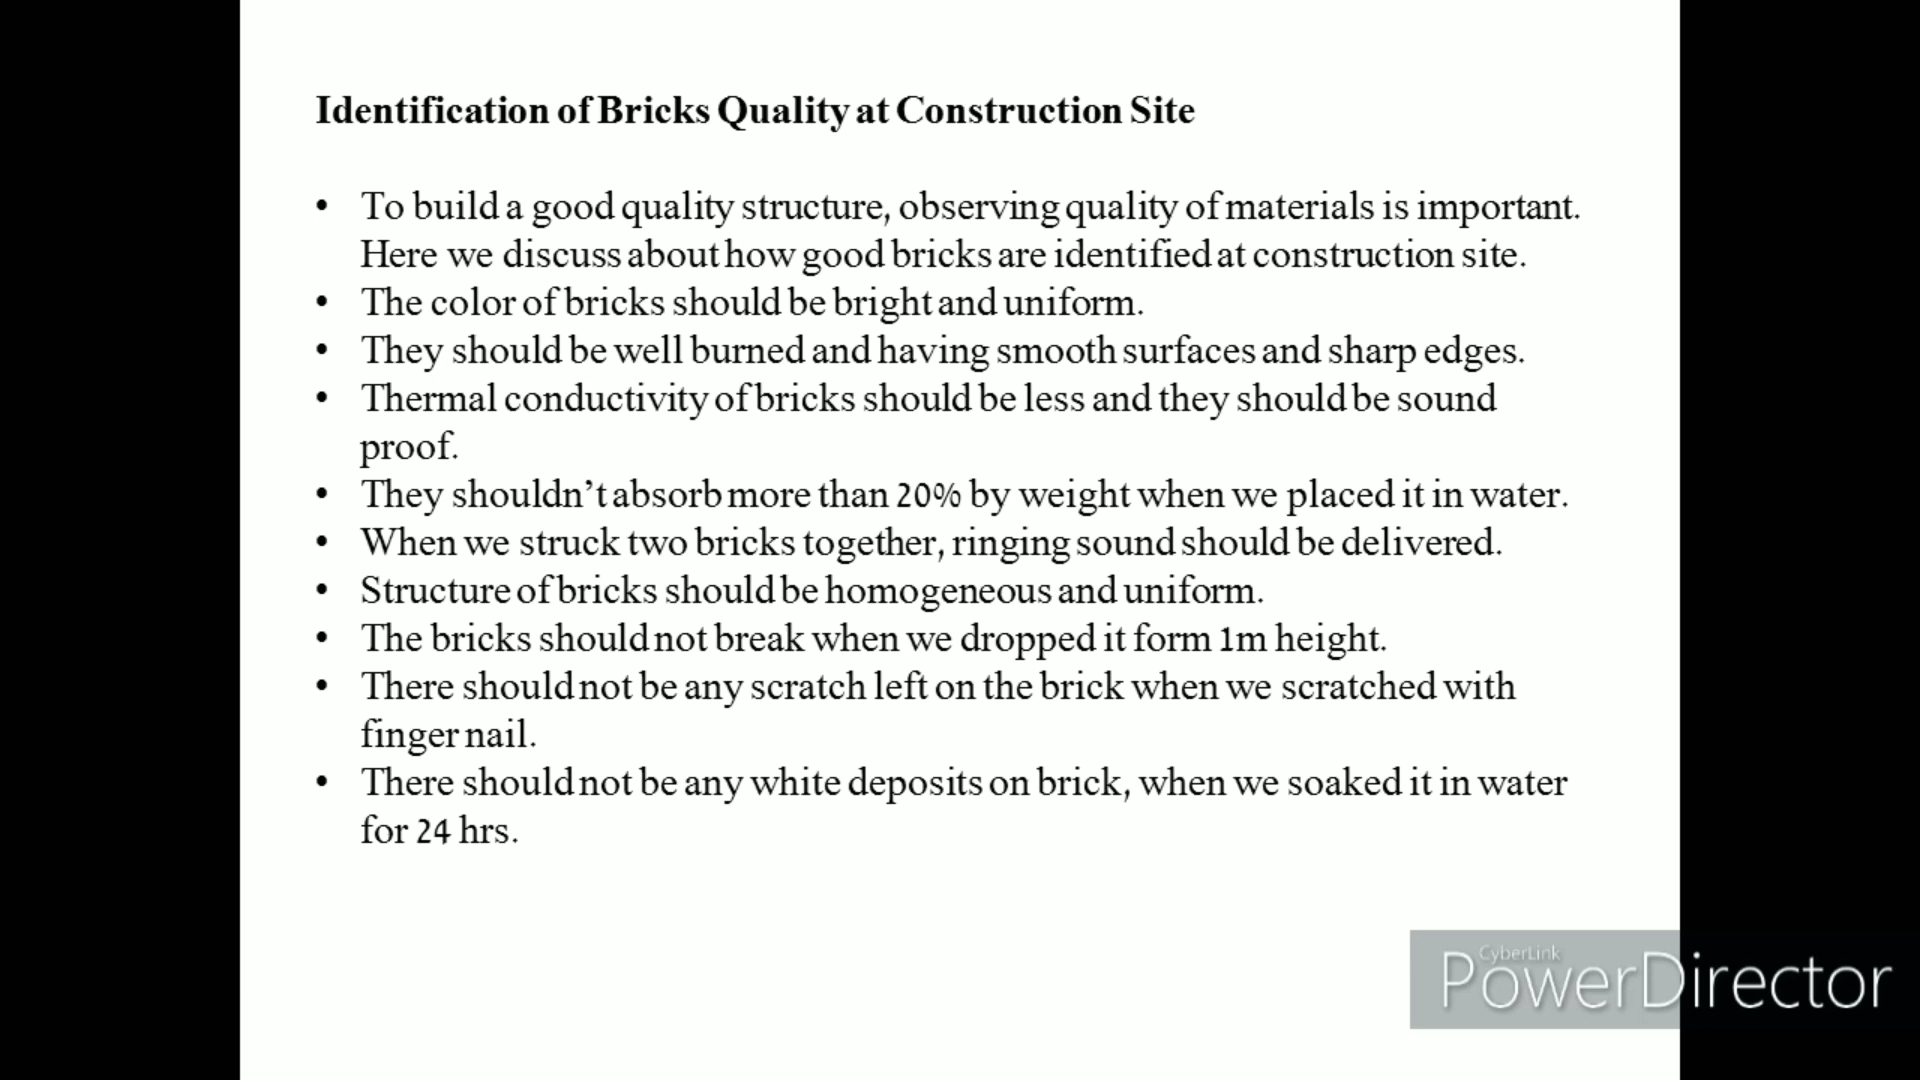 Identification of Bricks Quality at Construction Site
• To build a good quality structure, observing quality of materials is important.
Here we discuss about how good bricks are identified at construction site.
• The color of bricks should be bright and uniform.
• They should be well burned and having smooth surfaces and sharp edges.
• Thermal conductivity of bricks should be less and they should be sound
proof.
• They shouldn’t absorb more than 20% by weight when we placed it in water.
• When we struck two bricks together, ringing sound should be delivered.
• Structure of bricks should be homogeneous and uniform.
• The bricks should not break when we dropped it form 1m height.
• There should not be any scratch left on the brick when we scratched with
finger nail.
• There should not be any white deposits on brick, when we soaked it in water
for 24 hrs.
CyberLink
PowerDirector